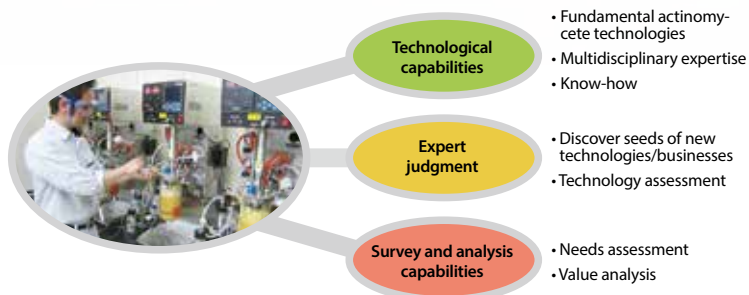 Technological
capabilities
• Fundamental actinomy-
cete technologies
• Multidisciplinary expertise
• Know-how
Expert
judgment
• Discover seeds of new
technologies/businesses
• Technology assessment
Survey and analysis
capabilities
• Needs assessment
• Value analysis